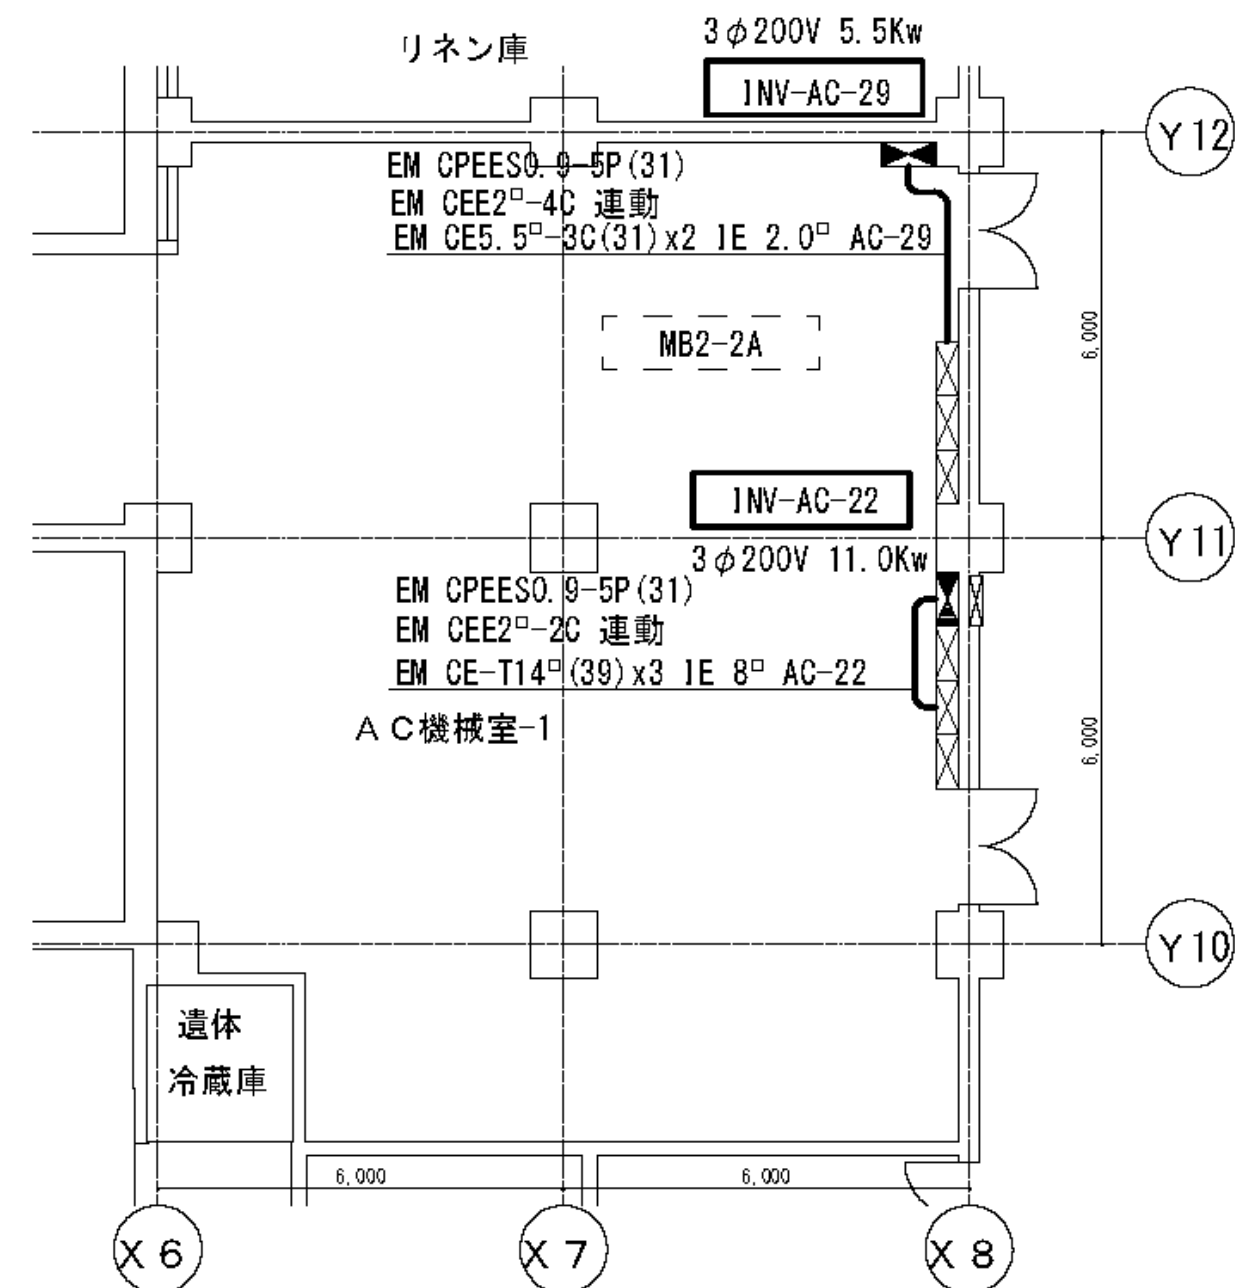 リネン庫
3φ200V 5.5Kw
INV-AC-29
Y12
EM CPEES0.9-5P(31)
EM CEE2□-4C 連動
EM CE5.5□-3C(31)x2 IE 2.0□ AC-29
MB2-2A
6,000
INV-AC-22
Y11
3φ200V 11.0Kw
EM CPEES0.9-5P(31)
EM CEE2□-2C 連動
EM CE-T14□(39)x3 IE 8□ AC-22
AC機械室-1
6,000
Y10
遺体
冷蔵庫
6,000
6,000
X6
X7
X8